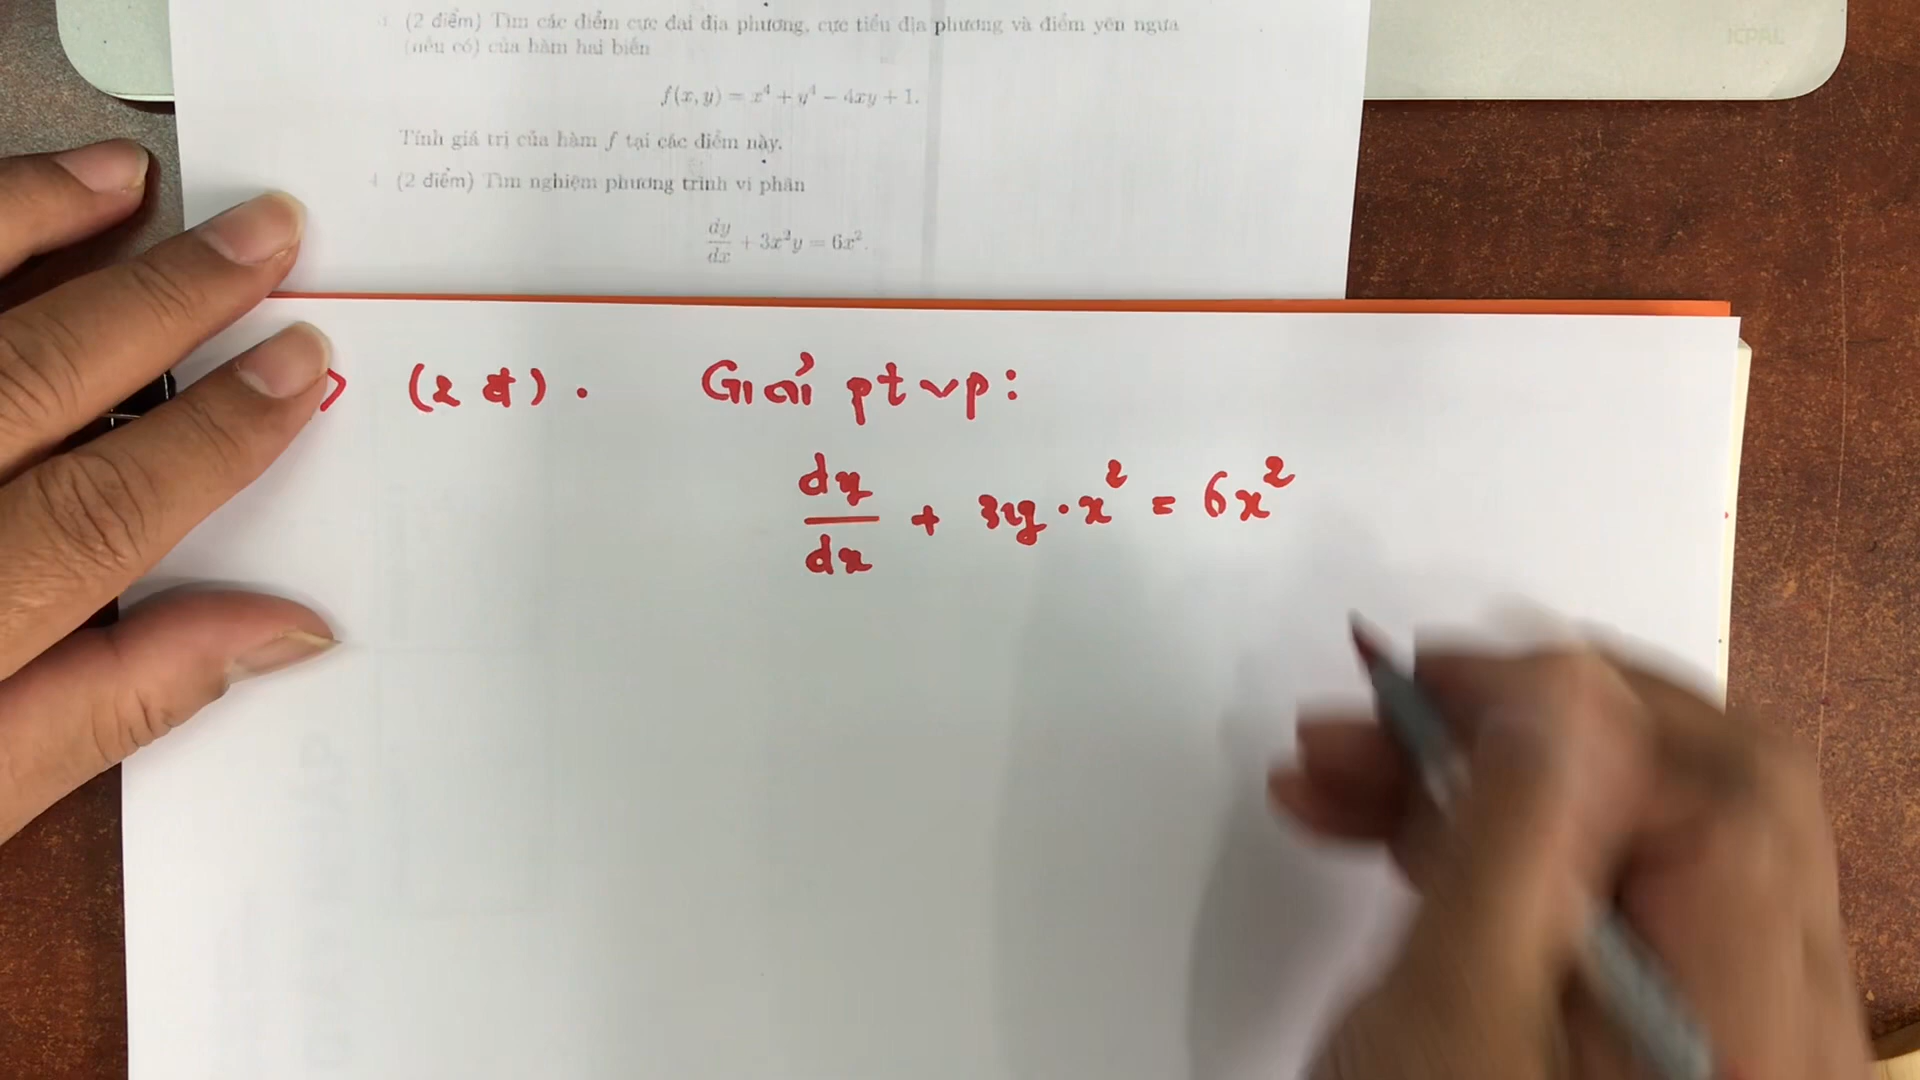 3. (2 điểm) Tìm các điểm cực đại địa phương, cực tiểu địa phương và điểm yên ngựa
(nếu có) của hàm hai biến
f(x, y) = x⁴ + y⁴ − 4xy + 1.
Tính giá trị của hàm f tại các điểm này.
4 (2 điểm) Tìm nghiệm phương trình vi phân
dy/dx + 3x²y = 6x².
(2đ). Giải pt vp:
dy/dx + 3y·x² = 6x²